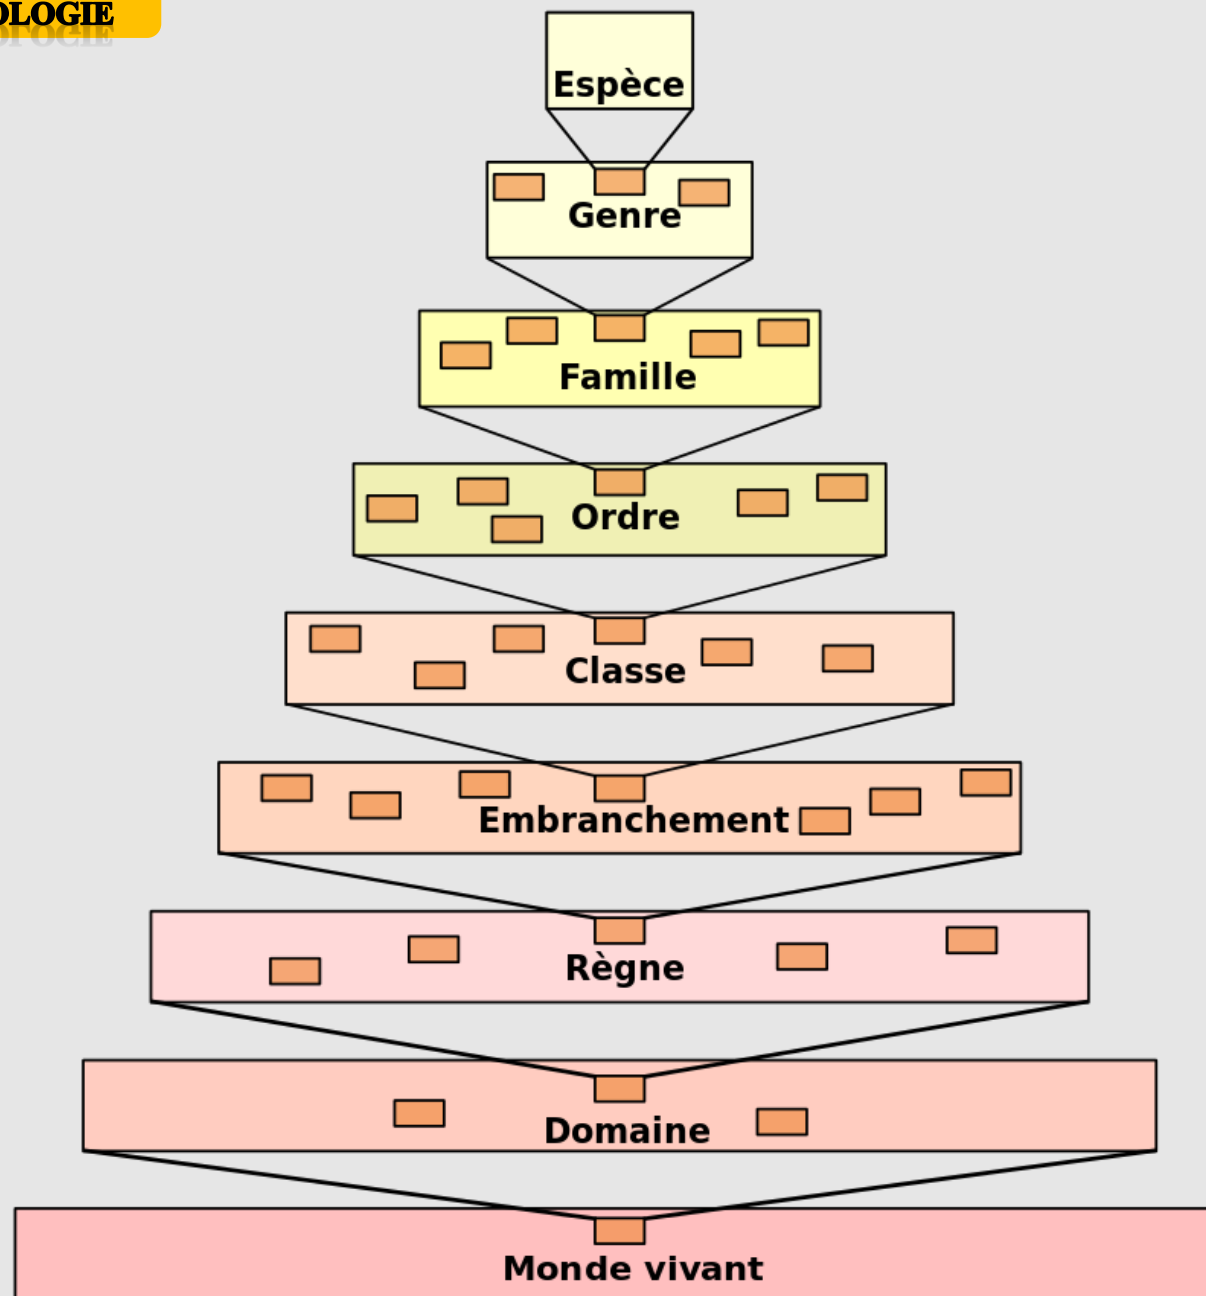 OLOGIE
Espèce
Genre
Famille
Ordre
Classe
Embranchement
Règne
Domaine
Monde vivant